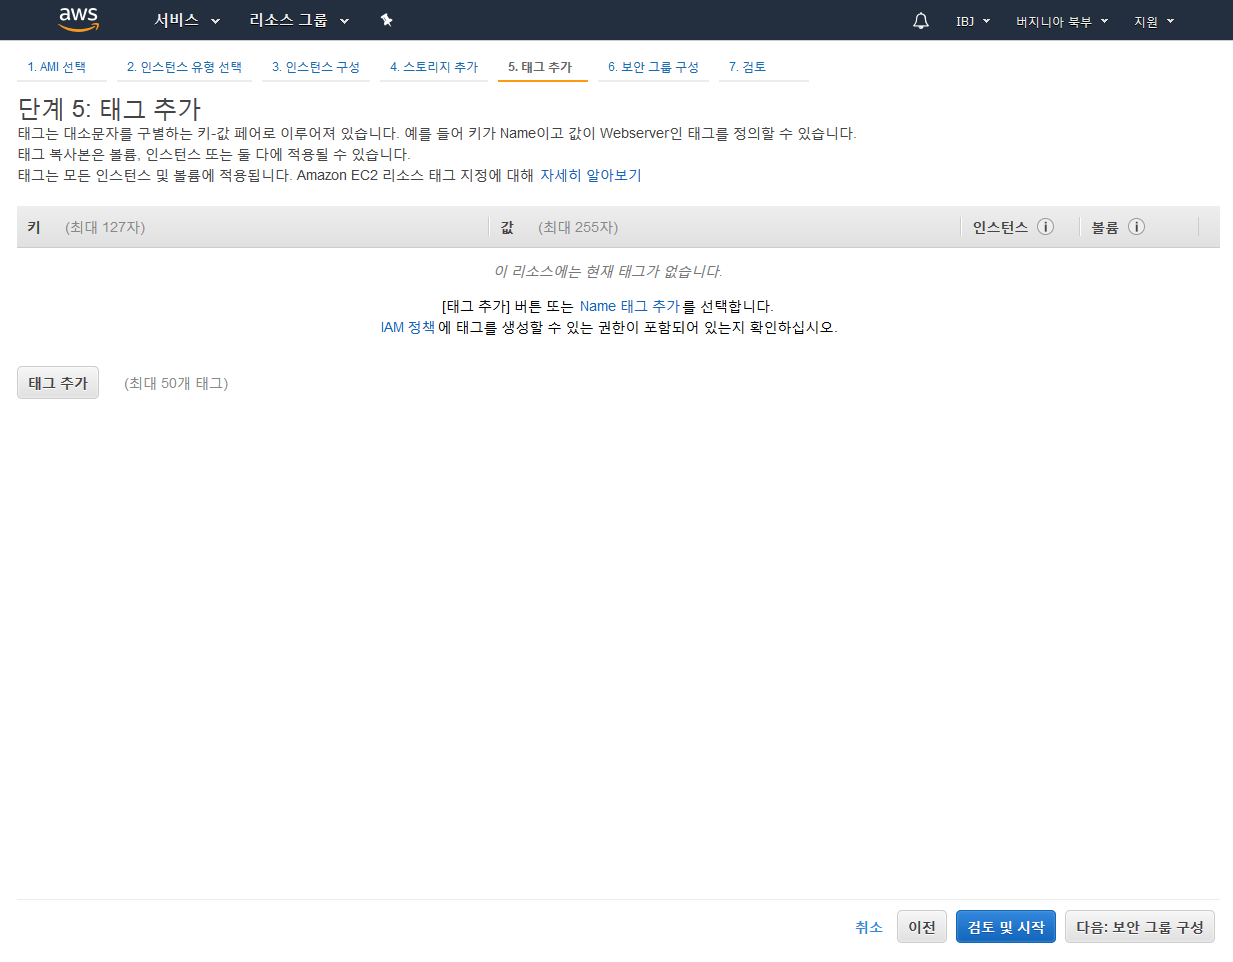 aws 서비스 리소스 그룹 IBJ 버지니아 북부 지원
1. AMI 선택 2. 인스턴스 유형 선택 3. 인스턴스 구성 4. 스토리지 추가 5. 태그 추가 6. 보안 그룹 구성 7. 검토
단계 5: 태그 추가
태그는 대소문자를 구별하는 키-값 페어로 이루어져 있습니다. 예를 들어 키가 Name이고 값이 Webserver인 태그를 정의할 수 있습니다.
태그 복사본은 볼륨, 인스턴스 또는 둘 다에 적용될 수 있습니다.
태그는 모든 인스턴스 및 볼륨에 적용됩니다. Amazon EC2 리소스 태그 지정에 대해 자세히 알아보기
키 (최대 127자) 값 (최대 255자) 인스턴스 i 볼륨 i
이 리소스에는 현재 태그가 없습니다.
[태그 추가] 버튼 또는 Name 태그 추가를 선택합니다.
IAM 정책에 태그를 생성할 수 있는 권한이 포함되어 있는지 확인하십시오.
태그 추가 (최대 50개 태그)
취소 이전 검토 및 시작 다음: 보안 그룹 구성